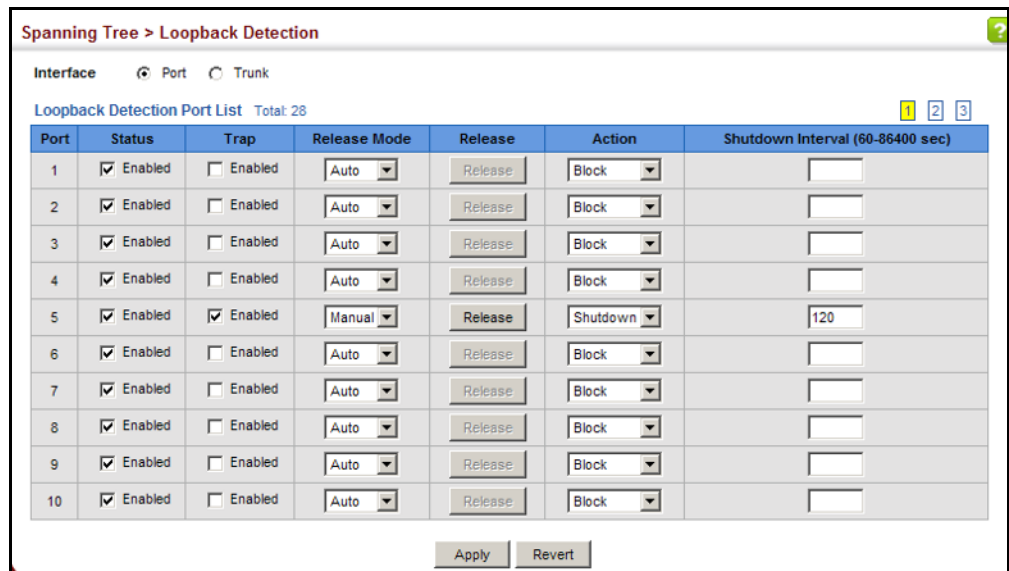 Spanning Tree > Loopback Detection
?
Interface Port Trunk
Loopback Detection Port List Total: 28 1 2 3
Port Status Trap Release Mode Release Action Shutdown Interval (60-86400 sec)
1 Enabled Enabled Auto Release Block
2 Enabled Enabled Auto Release Block
3 Enabled Enabled Auto Release Block
4 Enabled Enabled Auto Release Block
5 Enabled Enabled Manual Release Shutdown 120
6 Enabled Enabled Auto Release Block
7 Enabled Enabled Auto Release Block
8 Enabled Enabled Auto Release Block
9 Enabled Enabled Auto Release Block
10 Enabled Enabled Auto Release Block
Apply Revert